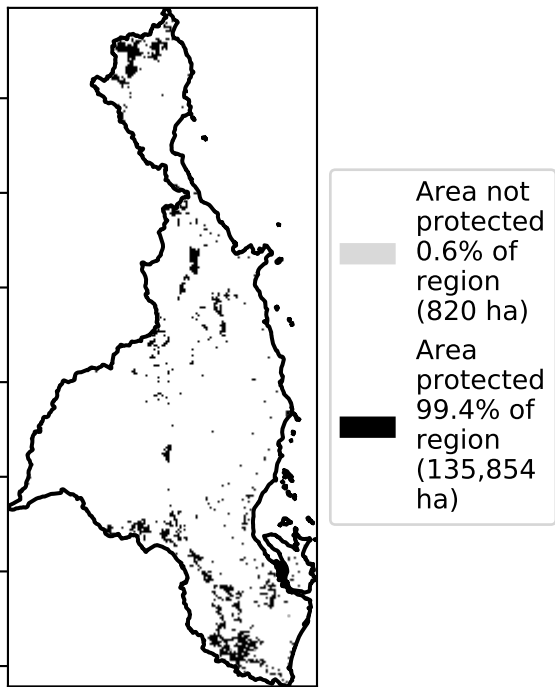 Area not
protected
0.6% of
region
(820 ha)
Area
protected
99.4% of
region
(135,854
ha)